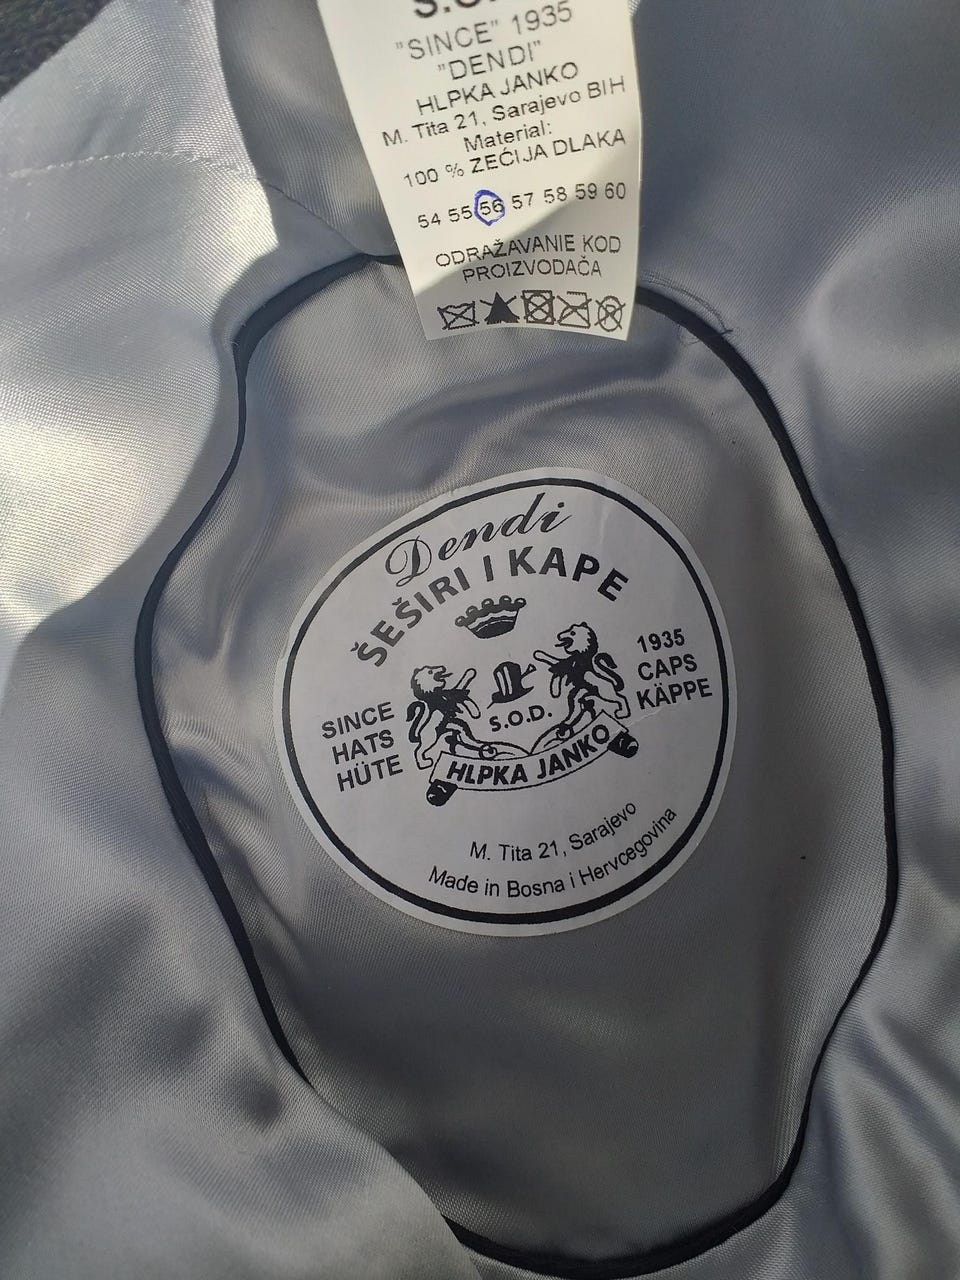 "SINCE" 1935
"DENDI"
HLPKA JANKO
M. Tita 21, Sarajevo BIH
Material:
100 % ZEĆIJA DLAKA
54 55 56 57 58 59 60
ODRAŽAVANJE KOD
PROIZVOĐAČA
Dendi
ŠEŠIRI I KAPE
SINCE
HATS
HÜTE
1935
CAPS
KÄPPE
S.O.D.
HLPKA JANKO
M. Tita 21, Sarajevo
Made in Bosna i Hervcegovina